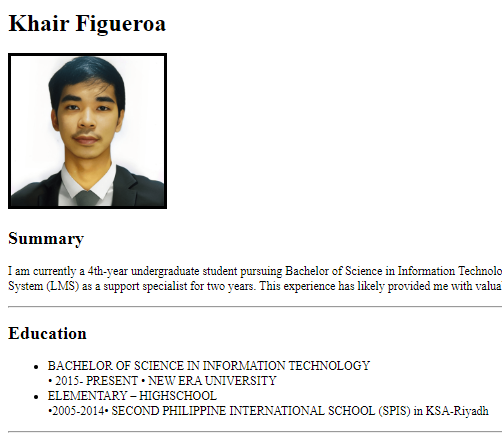 Khair Figueroa
Summary
I am currently a 4th-year undergraduate student pursuing Bachelor of Science in Information Technolo
System (LMS) as a support specialist for two years. This experience has likely provided me with valua
Education
• BACHELOR OF SCIENCE IN INFORMATION TECHNOLOGY
• 2015- PRESENT • NEW ERA UNIVERSITY
• ELEMENTARY – HIGHSCHOOL
•2005-2014• SECOND PHILIPPINE INTERNATIONAL SCHOOL (SPIS) in KSA-Riyadh